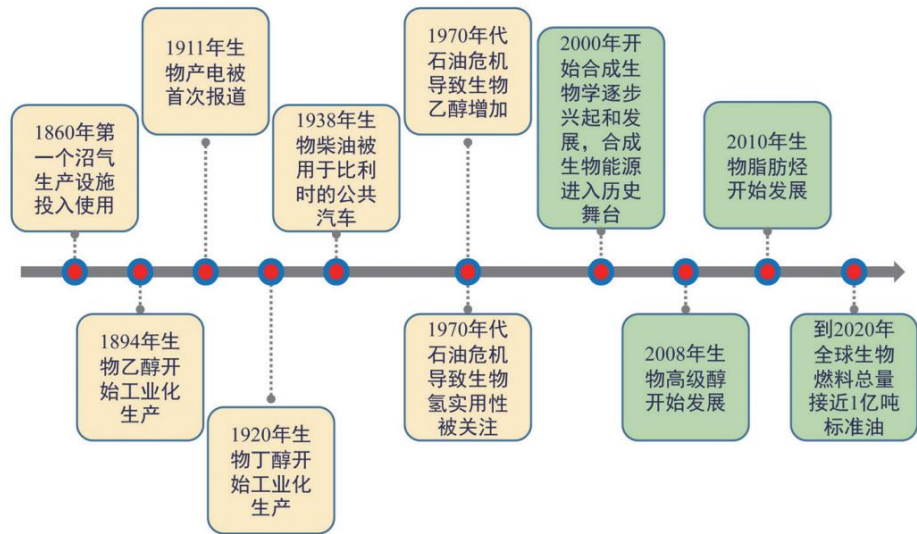 1860年第
一个沼气
生产设施
投入使用
1894年生
物乙醇开
始工业化
生产
1911年生
物产电被
首次报道
1920年生
物丁醇开
始工业化
生产
1938年生
物柴油被
用于比利
时的公共
汽车
1970年代
石油危机
导致生物
乙醇增加
1970年代
石油危机
导致生物
氢实用性
被关注
2000年开
始合成生
物学逐步
兴起和发
展，合成
生物能源
进入历史
舞台
2008年生
物高级醇
开始发展
2010年生
物脂肪烃
开始发展
到2020年
全球生物
燃料总量
接近1亿吨
标准油